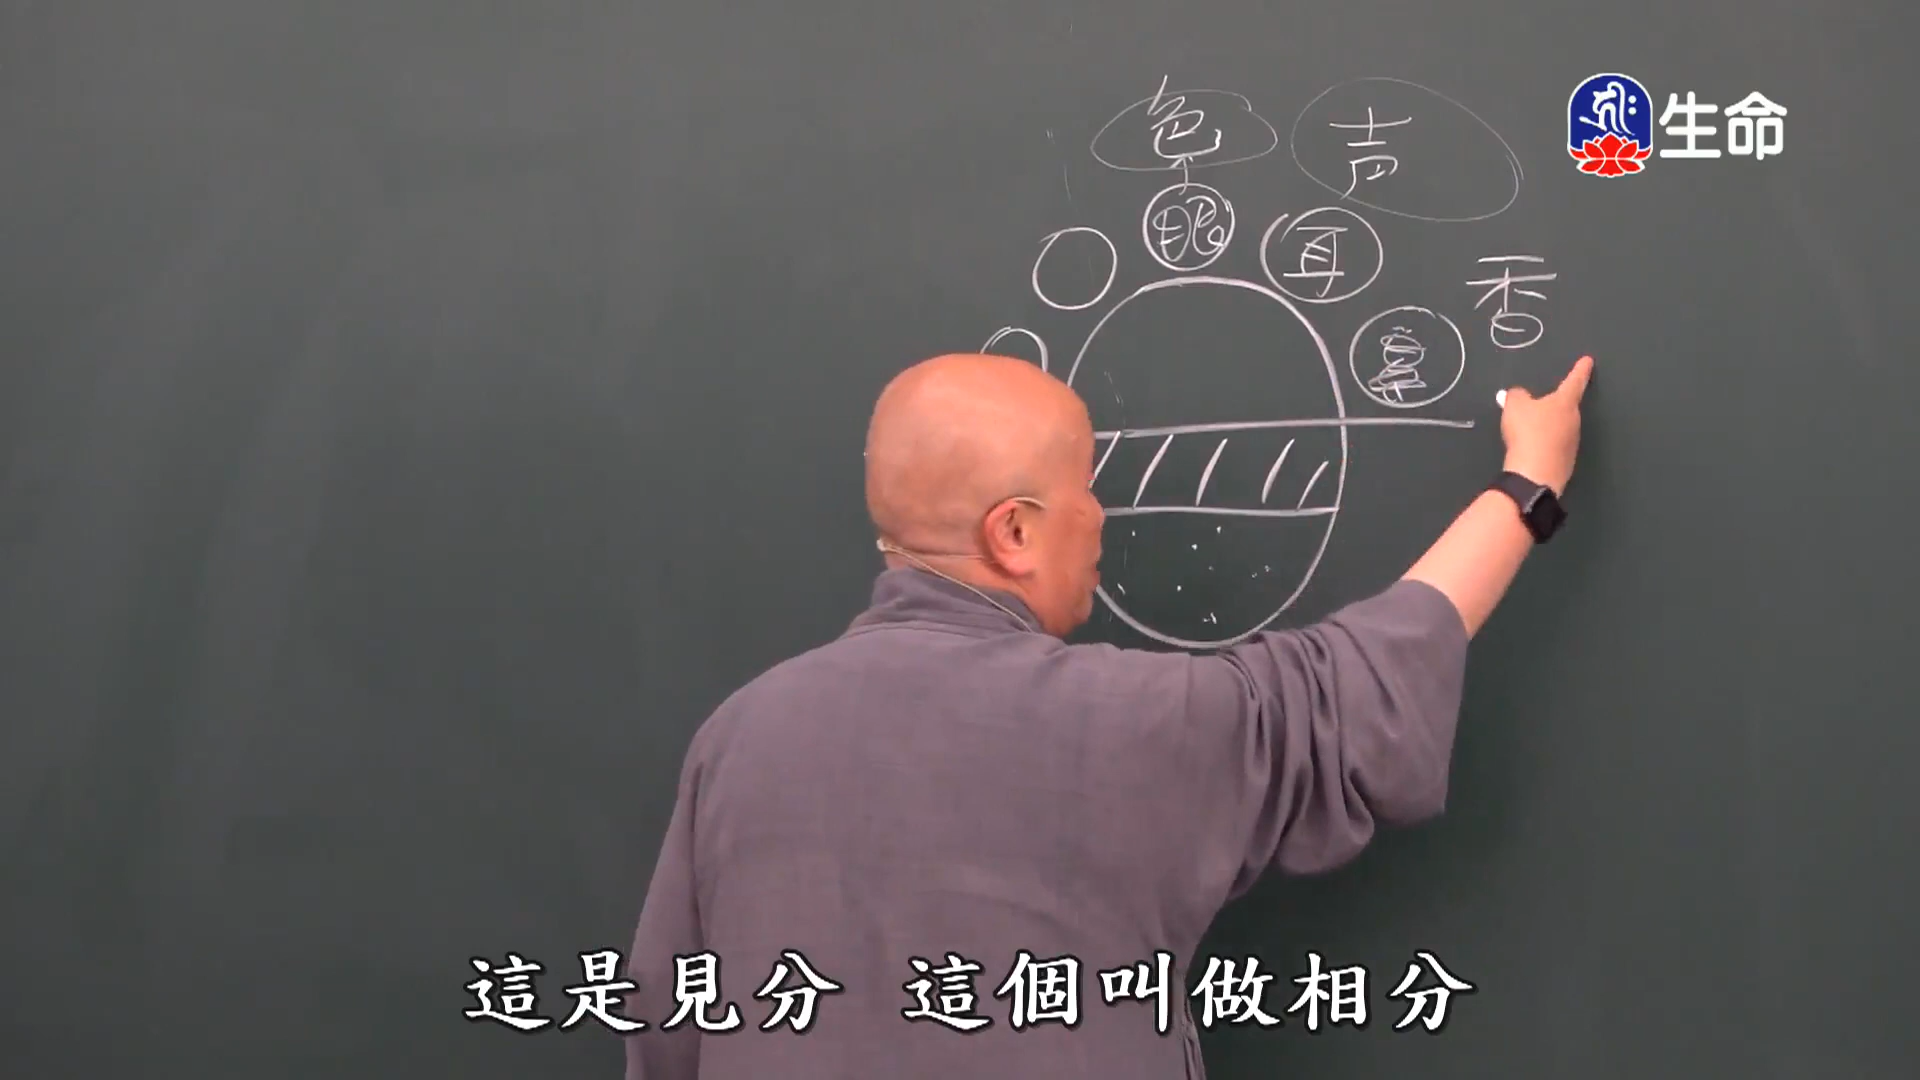 色 声
生命
眼 耳
香
鼻
這是見分 這個叫做相分